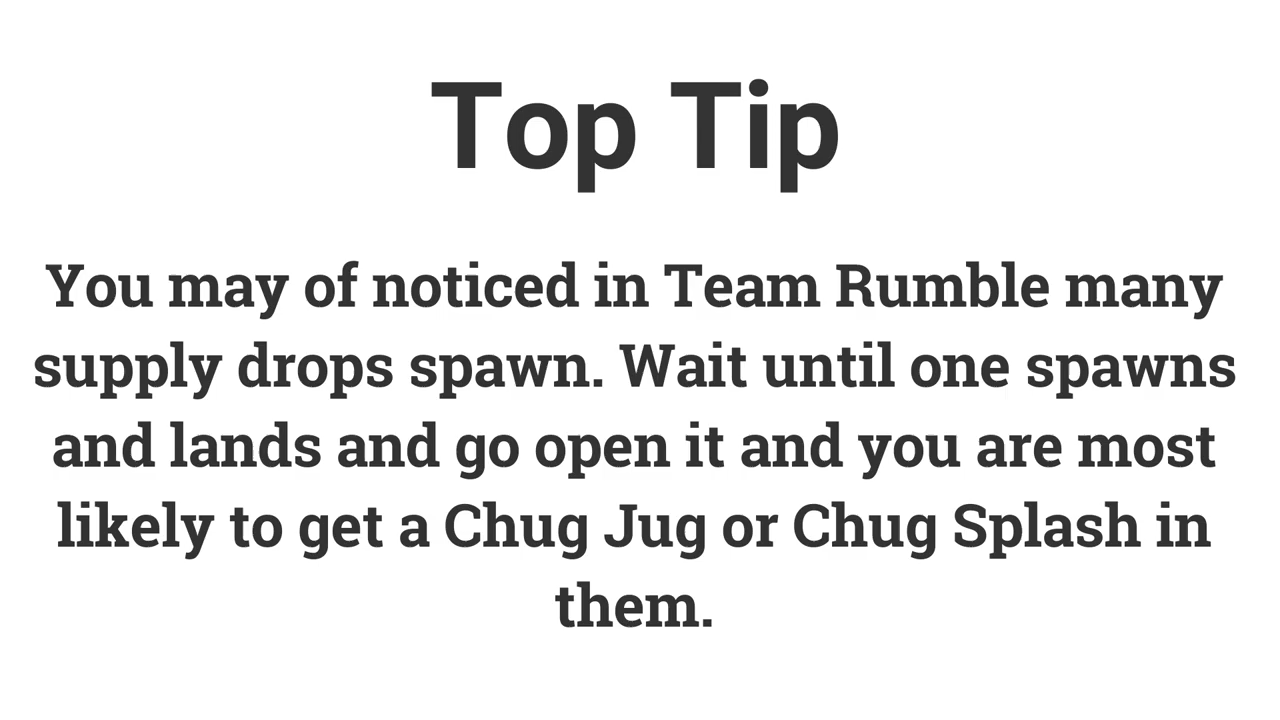 Top Tip
You may of noticed in Team Rumble many
supply drops spawn. Wait until one spawns
and lands and go open it and you are most
likely to get a Chug Jug or Chug Splash in
them.